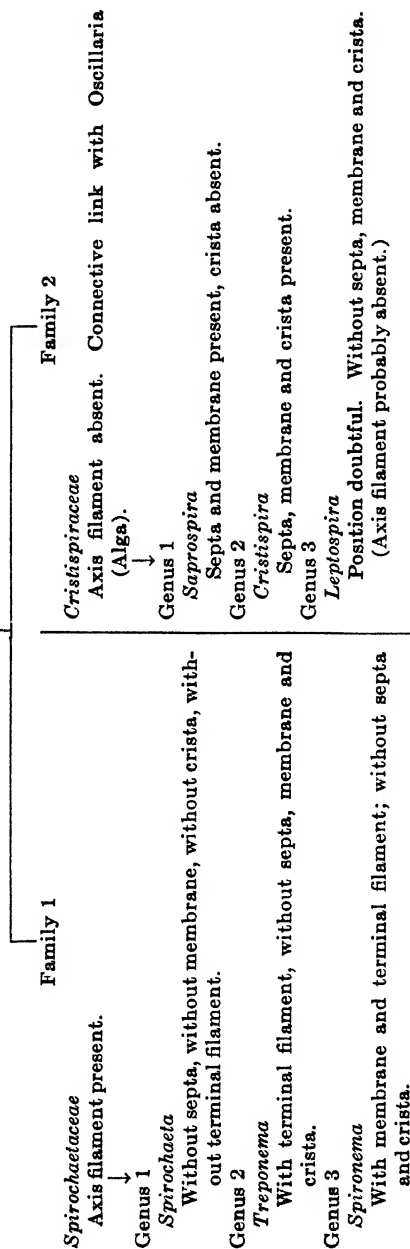 Family 1
Spirochaetaceae
Axis filament present.
↓
Genus 1
Spirochaeta
Without septa, without membrane, without crista, with-
out terminal filament.
Genus 2
Treponema
With terminal filament, without septa, membrane and
crista.
Genus 3
Spironema
With membrane and terminal filament; without septa
and crista.
Family 2
Cristispiraceae
Axis filament absent. Connective link with Oscillaria
(Alga).
↓
Genus 1
Saprospira
Septa and membrane present, crista absent.
Genus 2
Cristispira
Septa, membrane and crista present.
Genus 3
Leptospira
Position doubtful. Without septa, membrane and crista.
(Axis filament probably absent.)